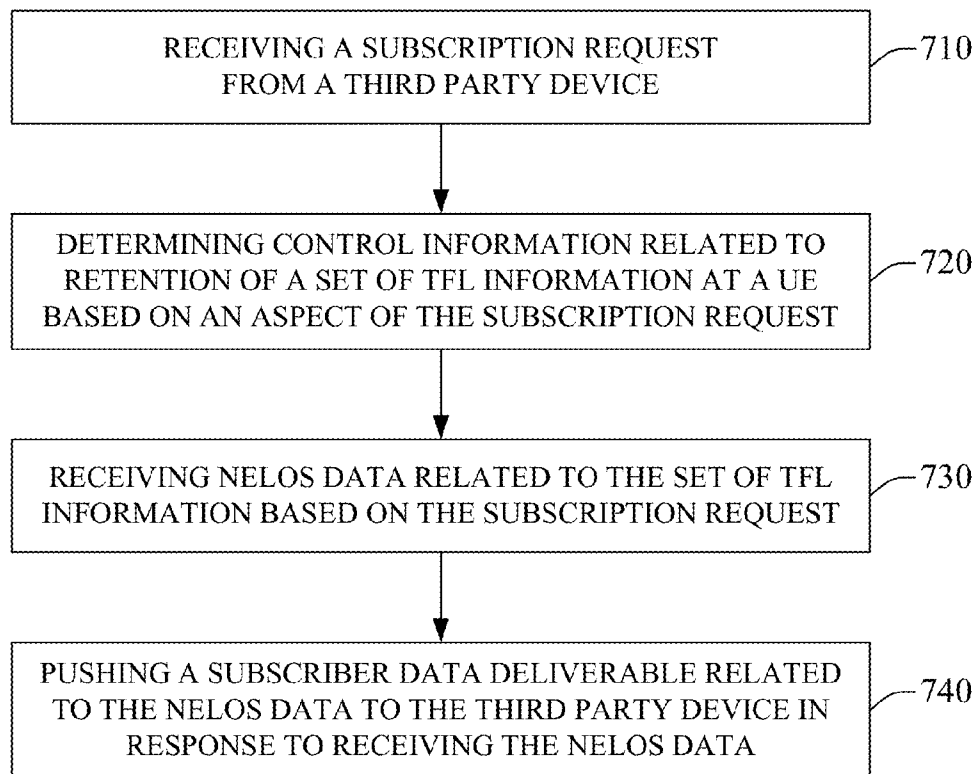 RECEIVING A SUBSCRIPTION REQUEST
FROM A THIRD PARTY DEVICE
710
DETERMINING CONTROL INFORMATION RELATED TO
RETENTION OF A SET OF TFL INFORMATION AT A UE
BASED ON AN ASPECT OF THE SUBSCRIPTION REQUEST
720
RECEIVING NELOS DATA RELATED TO THE SET OF TFL
INFORMATION BASED ON THE SUBSCRIPTION REQUEST
730
PUSHING A SUBSCRIBER DATA DELIVERABLE RELATED
TO THE NELOS DATA TO THE THIRD PARTY DEVICE IN
RESPONSE TO RECEIVING THE NELOS DATA
740